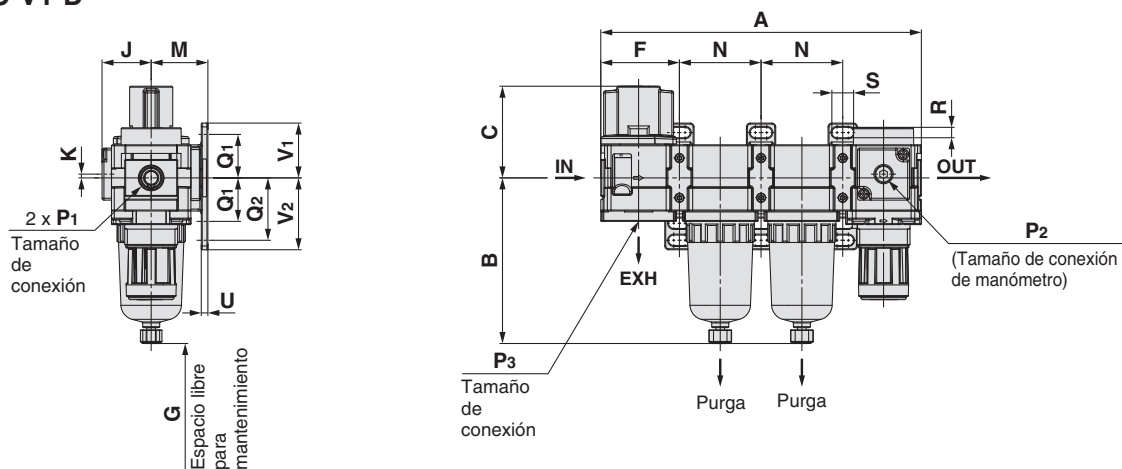 J
M
K
Q1
V1
Q1
Q2
V2
2 x P1
Tamaño
de
conexión
U
G
Espacio libre
para
mantenimiento
A
F
N
N
S
R
C
IN
OUT
B
EXH
P2
(Tamaño de conexión
de manómetro)
P3
Tamaño
de
conexión
Purga
Purga